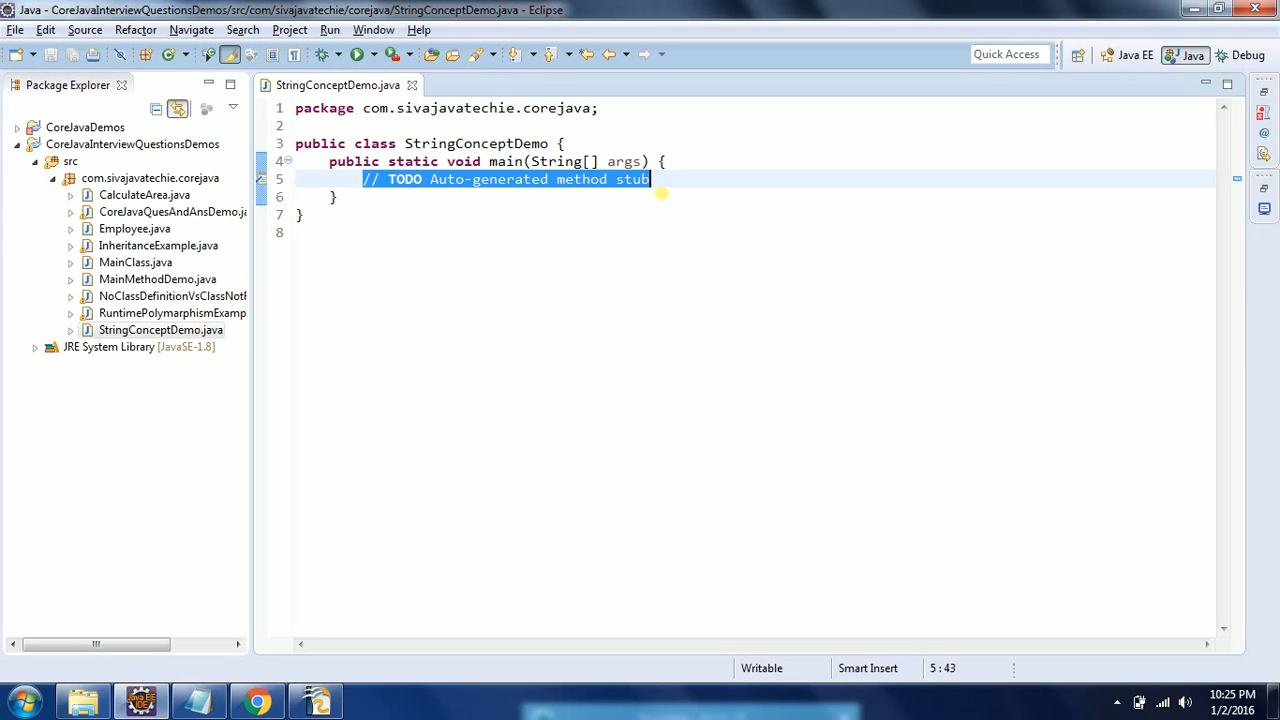 Java - CoreJavaInterviewQuestionsDemos/src/com/sivajavatechie/corejava/StringConceptDemo.java - Eclipse
File Edit Source Refactor Navigate Search Project Run Window Help
Quick Access Java EE Java Debug
Package Explorer
StringConceptDemo.java
CoreJavaDemos
CoreJavaInterviewQuestionsDemos
src
com.sivajavatechie.corejava
CalculateArea.java
CoreJavaQuesAndAnsDemo.ja
Employee.java
InheritanceExample.java
MainClass.java
MainMethodDemo.java
NoClassDefinitionVsClassNotF
RuntimePolymarphismExamp
StringConceptDemo.java
JRE System Library [JavaSE-1.8]
1 package com.sivajavatechie.corejava;
2
3 public class StringConceptDemo {
4 public static void main(String[] args) {
5 // TODO Auto-generated method stub
6 }
7 }
8
Writable Smart Insert 5 : 43
Java EE IDE
10:25 PM
1/2/2016